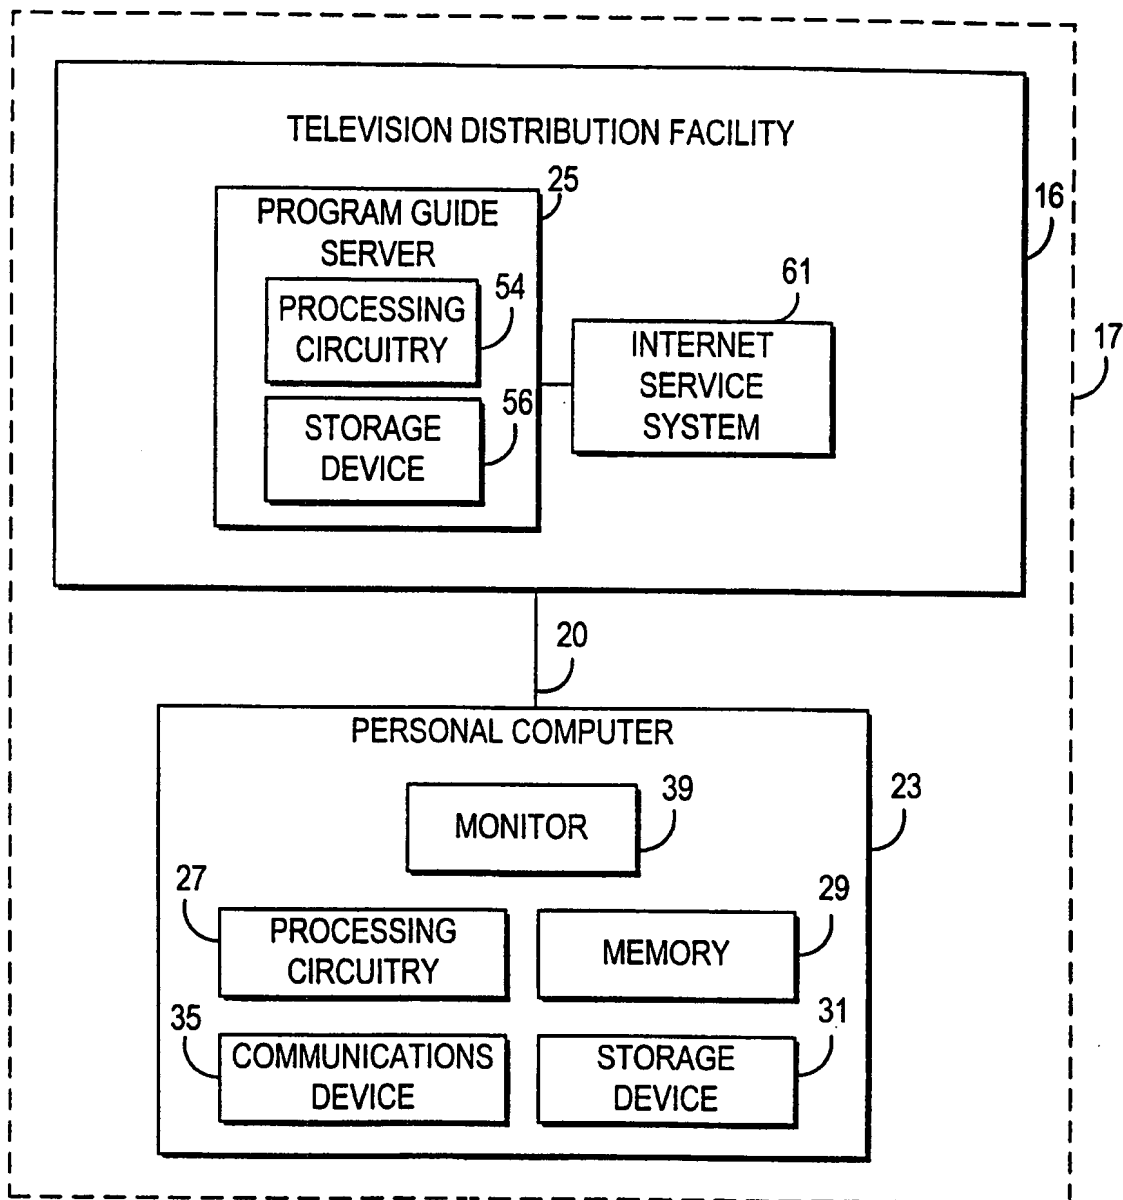 TELEVISION DISTRIBUTION FACILITY
25
PROGRAM GUIDE
SERVER
16
54
PROCESSING
CIRCUITRY
61
INTERNET
SERVICE
SYSTEM
17
56
STORAGE
DEVICE
20
PERSONAL COMPUTER
39
MONITOR
23
27
PROCESSING
CIRCUITRY
29
MEMORY
35
COMMUNICATIONS
DEVICE
31
STORAGE
DEVICE